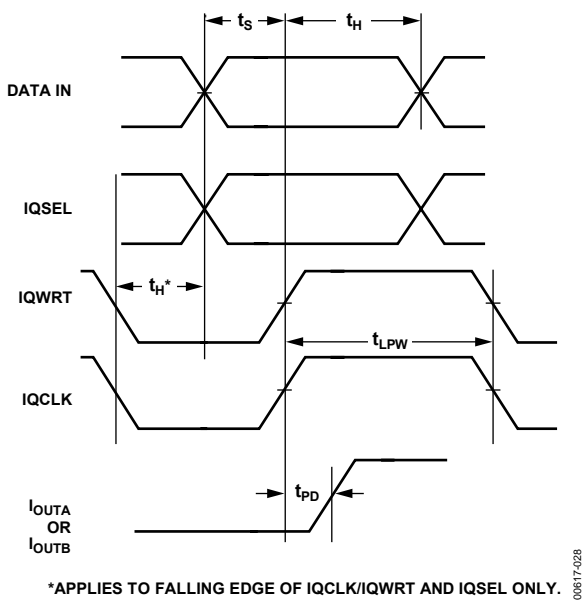 tS
tH
DATA IN
IQSEL
tH*
IQWRT
tLPW
IQCLK
tPD
IOUTA
OR
IOUTB
*APPLIES TO FALLING EDGE OF IQCLK/IQWRT AND IQSEL ONLY.
00617-028